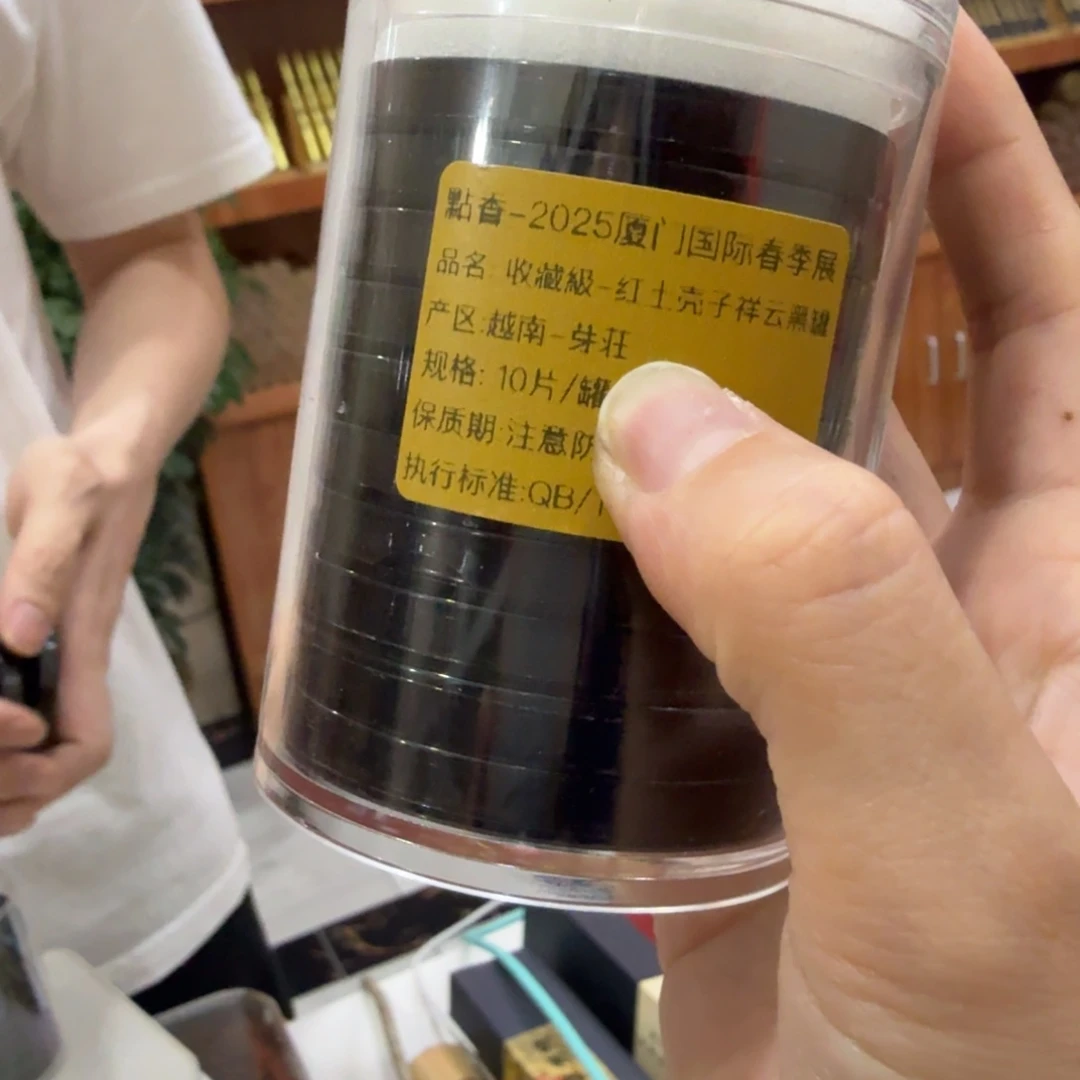 點香-2025厦门国际春季展
品名:收藏級-红土壳子祥云黑罐
产区:越南-芽荘
规格: 10片/罐
保质期:注意防
执行标准:QB/